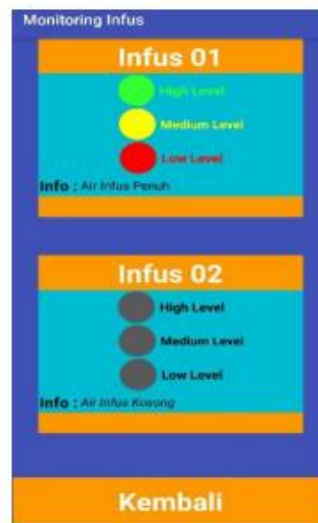 Monitoring Infus
Infus 01
High Level
Medium Level
Low Level
Info : Air Infus Penuh
Infus 02
High Level
Medium Level
Low Level
Info : Air Infus Kosong
Kembali